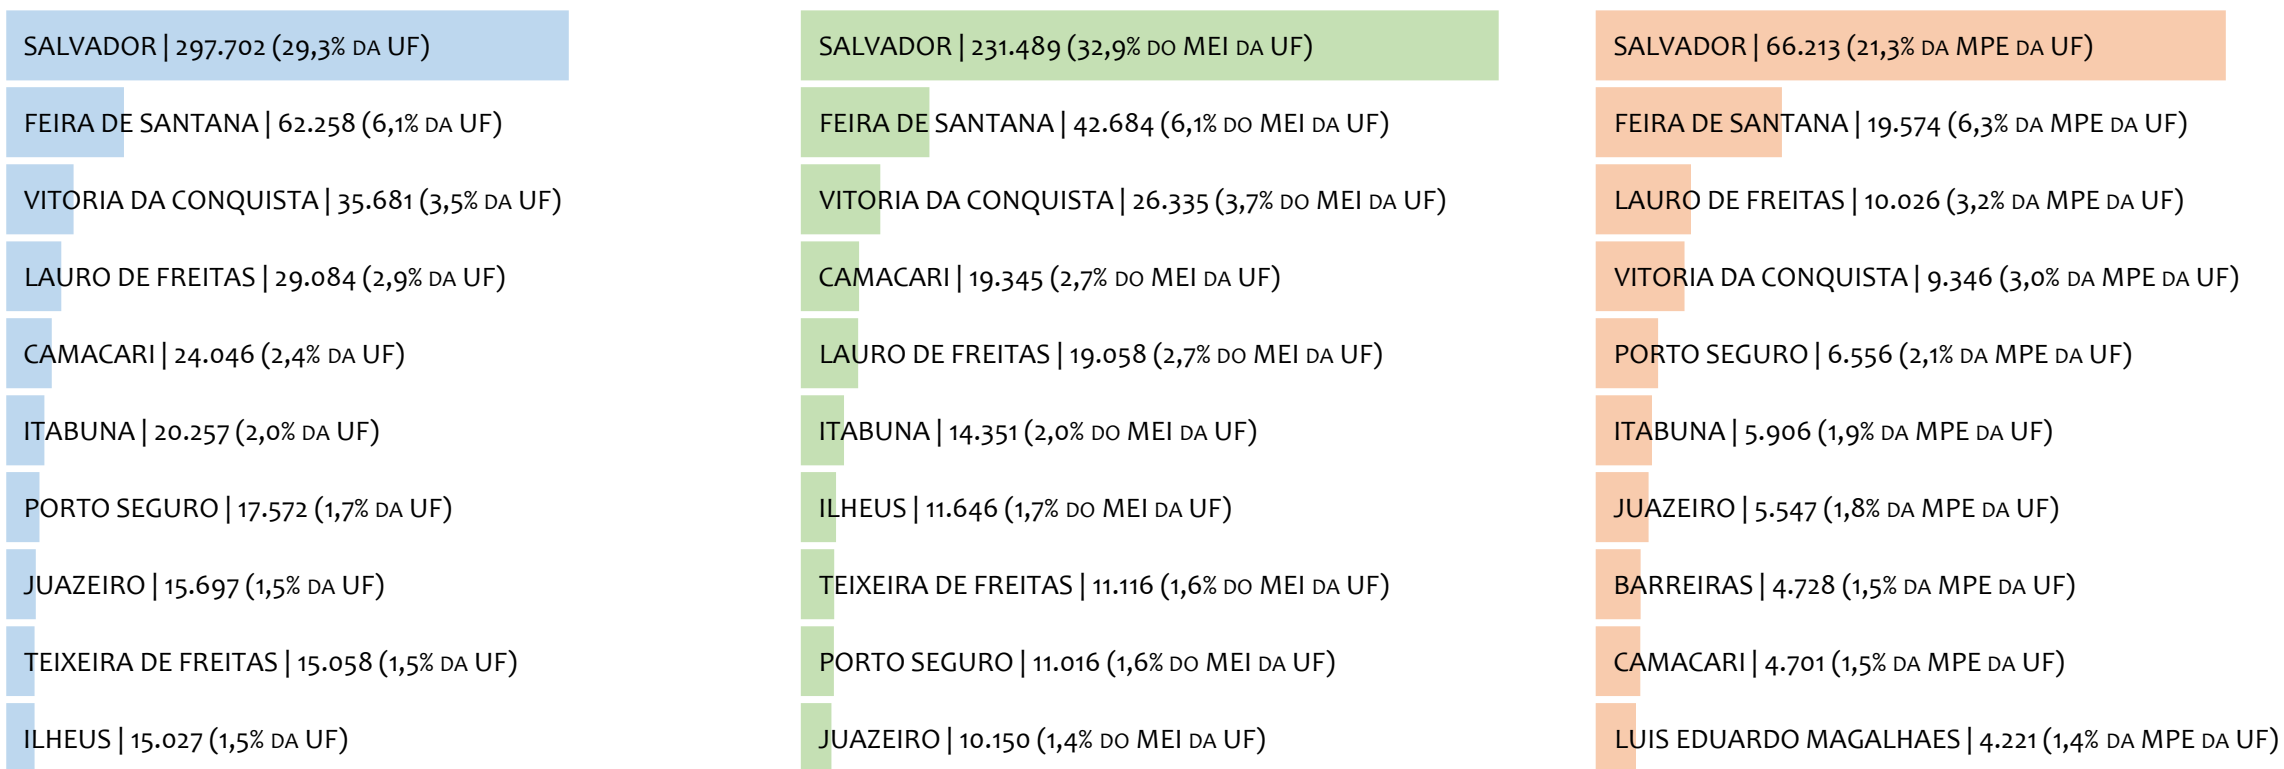 SALVADOR | 297.702 (29,3% DA UF)
FEIRA DE SANTANA | 62.258 (6,1% DA UF)
VITORIA DA CONQUISTA | 35.681 (3,5% DA UF)
LAURO DE FREITAS | 29.084 (2,9% DA UF)
CAMACARI | 24.046 (2,4% DA UF)
ITABUNA | 20.257 (2,0% DA UF)
PORTO SEGURO | 17.572 (1,7% DA UF)
JUAZEIRO | 15.697 (1,5% DA UF)
TEIXEIRA DE FREITAS | 15.058 (1,5% DA UF)
ILHEUS | 15.027 (1,5% DA UF)
SALVADOR | 231.489 (32,9% DO MEI DA UF)
FEIRA DE SANTANA | 42.684 (6,1% DO MEI DA UF)
VITORIA DA CONQUISTA | 26.335 (3,7% DO MEI DA UF)
CAMACARI | 19.345 (2,7% DO MEI DA UF)
LAURO DE FREITAS | 19.058 (2,7% DO MEI DA UF)
ITABUNA | 14.351 (2,0% DO MEI DA UF)
ILHEUS | 11.646 (1,7% DO MEI DA UF)
TEIXEIRA DE FREITAS | 11.116 (1,6% DO MEI DA UF)
PORTO SEGURO | 11.016 (1,6% DO MEI DA UF)
JUAZEIRO | 10.150 (1,4% DO MEI DA UF)
SALVADOR | 66.213 (21,3% DA MPE DA UF)
FEIRA DE SANTANA | 19.574 (6,3% DA MPE DA UF)
LAURO DE FREITAS | 10.026 (3,2% DA MPE DA UF)
VITORIA DA CONQUISTA | 9.346 (3,0% DA MPE DA UF)
PORTO SEGURO | 6.556 (2,1% DA MPE DA UF)
ITABUNA | 5.906 (1,9% DA MPE DA UF)
JUAZEIRO | 5.547 (1,8% DA MPE DA UF)
BARREIRAS | 4.728 (1,5% DA MPE DA UF)
CAMACARI | 4.701 (1,5% DA MPE DA UF)
LUIS EDUARDO MAGALHAES | 4.221 (1,4% DA MPE DA UF)